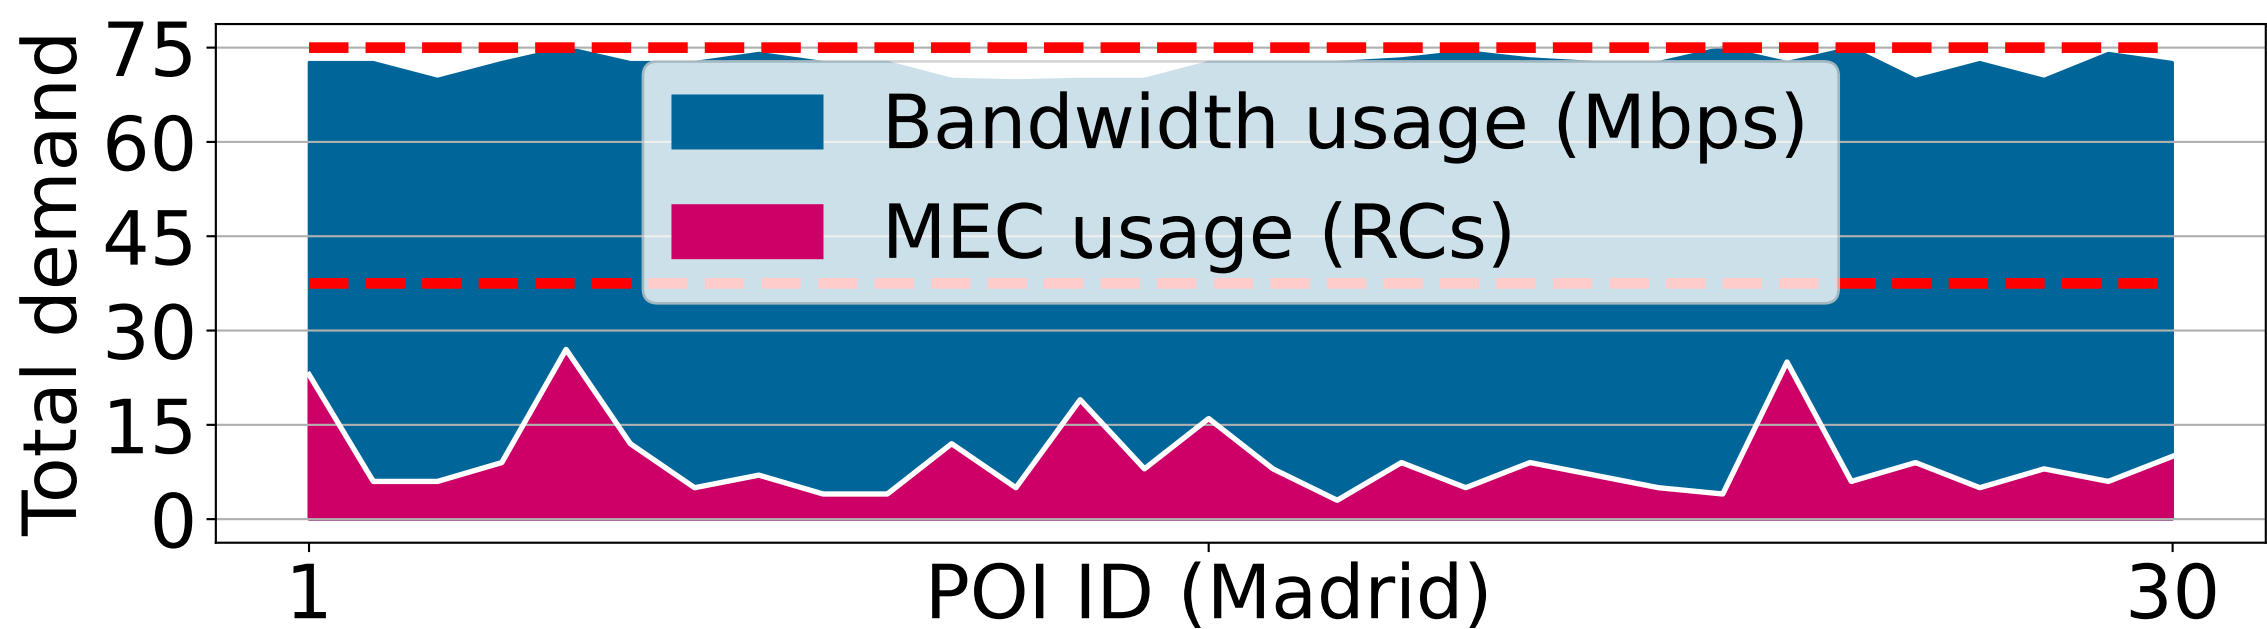 Total demand
75
60
45
30
15
0
Bandwidth usage (Mbps)
MEC usage (RCs)
1
POI ID (Madrid)
30